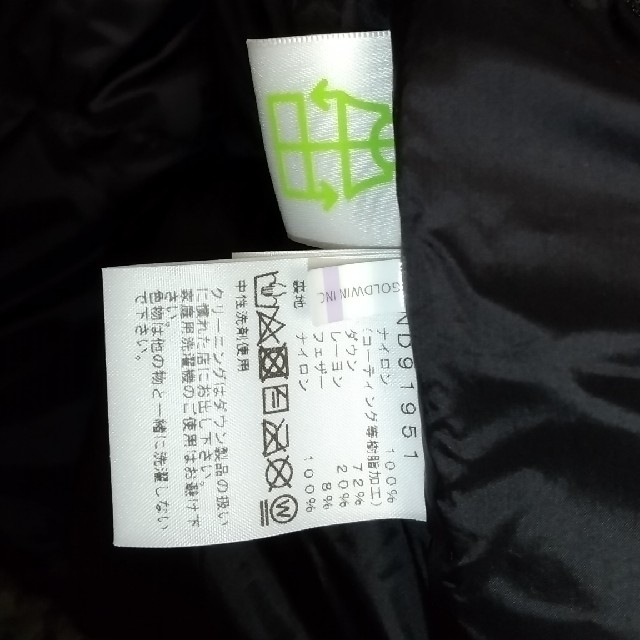 GOLDWIN INC
ND91951
ナイロン 100%
(コーティング等樹脂加工)
ダウン 72%
レーヨン 20%
フェザー 8%
裏地 ナイロン 100%
W
中性洗剤使用
クリーニングはダウン製品の扱い
に慣れた店にお出し下さい。
家庭用洗濯機のご使用はお避け下
さい。
色物は他の物と一緒に洗濯しない
で下さい。